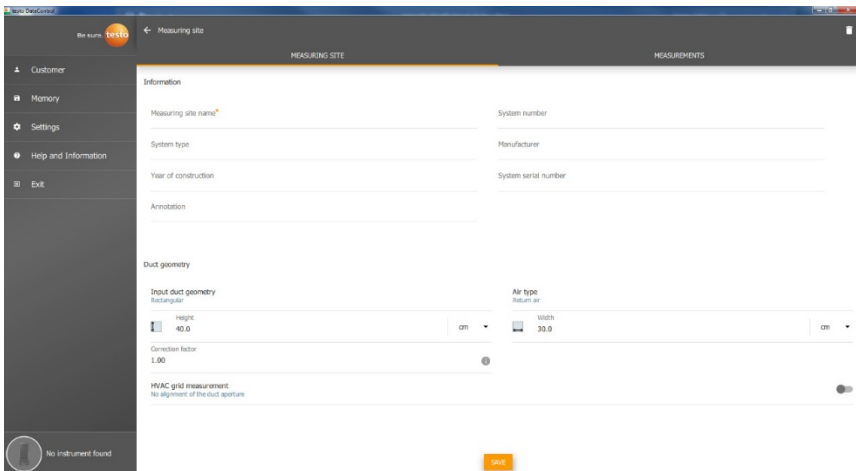 testo DataControl
Be sure. testo
Measuring site
MEASURING SITE
MEASUREMENTS
Customer
Memory
Settings
Help and Information
Exit
No instrument found
Information
Measuring site name*
System number
System type
Manufacturer
Year of construction
System serial number
Annotation
Duct geometry
Input duct geometry
Rectangular
Air type
Return air
Height
40.0
cm
Width
30.0
cm
Correction factor
1.00
HVAC grid measurement
No alignment of the duct aperture
SAVE